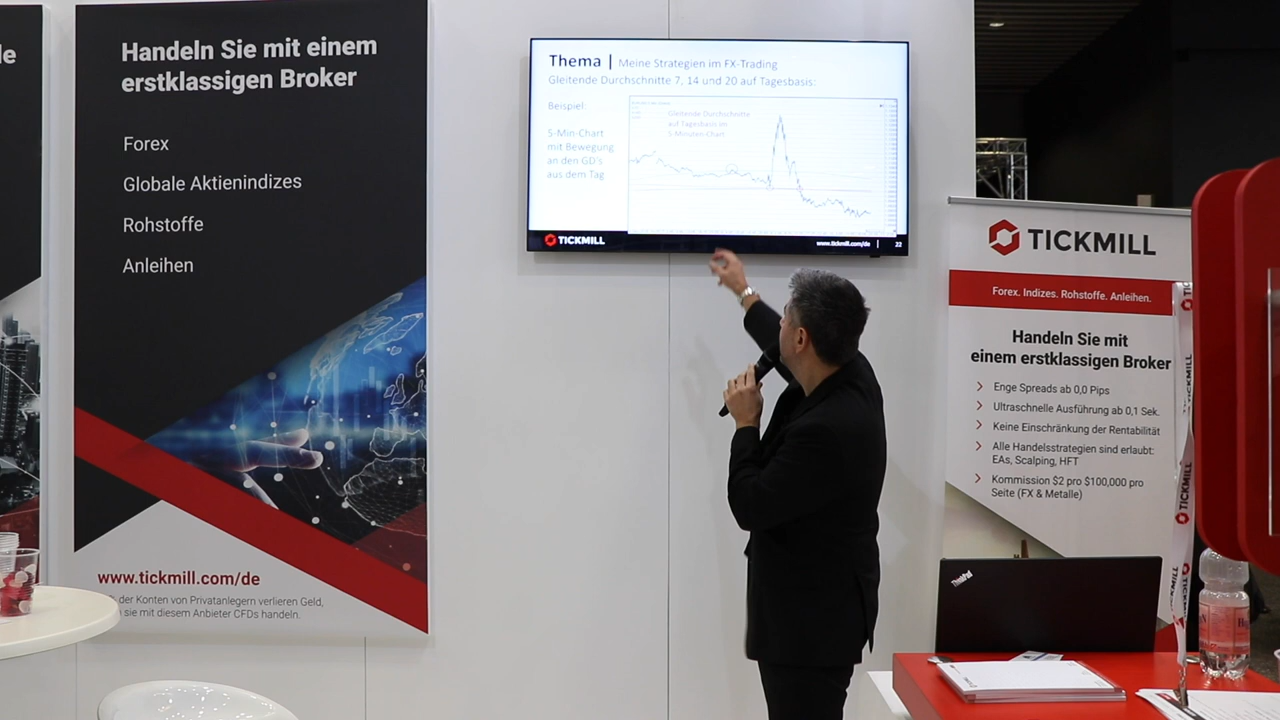 le
Handeln Sie mit einem
erstklassigen Broker
Forex
Globale Aktienindizes
Rohstoffe
Anleihen
www.tickmill.com/de
der Konten von Privatanlegern verlieren Geld,
sie mit diesem Anbieter CFDs handeln.
Thema | Meine Strategien im FX-Trading
Gleitende Durchschnitte 7, 14 und 20 auf Tagesbasis:
Beispiel:
5-Min-Chart
mit Bewegung
an den GD's
aus dem Tag
Gleitende Durchschnitte
auf Tagesbasis im
5-Minuten-Chart
TICKMILL
www.tickmill.com/de | 22
TICKMILL
Forex. Indizes. Rohstoffe. Anleihen.
Handeln Sie mit
einem erstklassigen Broker
Enge Spreads ab 0,0 Pips
Ultraschnelle Ausführung ab 0,1 Sek.
Keine Einschränkung der Rentabilität
Alle Handelsstrategien sind erlaubt:
EAs, Scalping, HFT
Kommission $2 pro $100,000 pro
Seite (FX & Metalle)
TICKMILL
TICKMILL
TICKMILL
ThinkPad